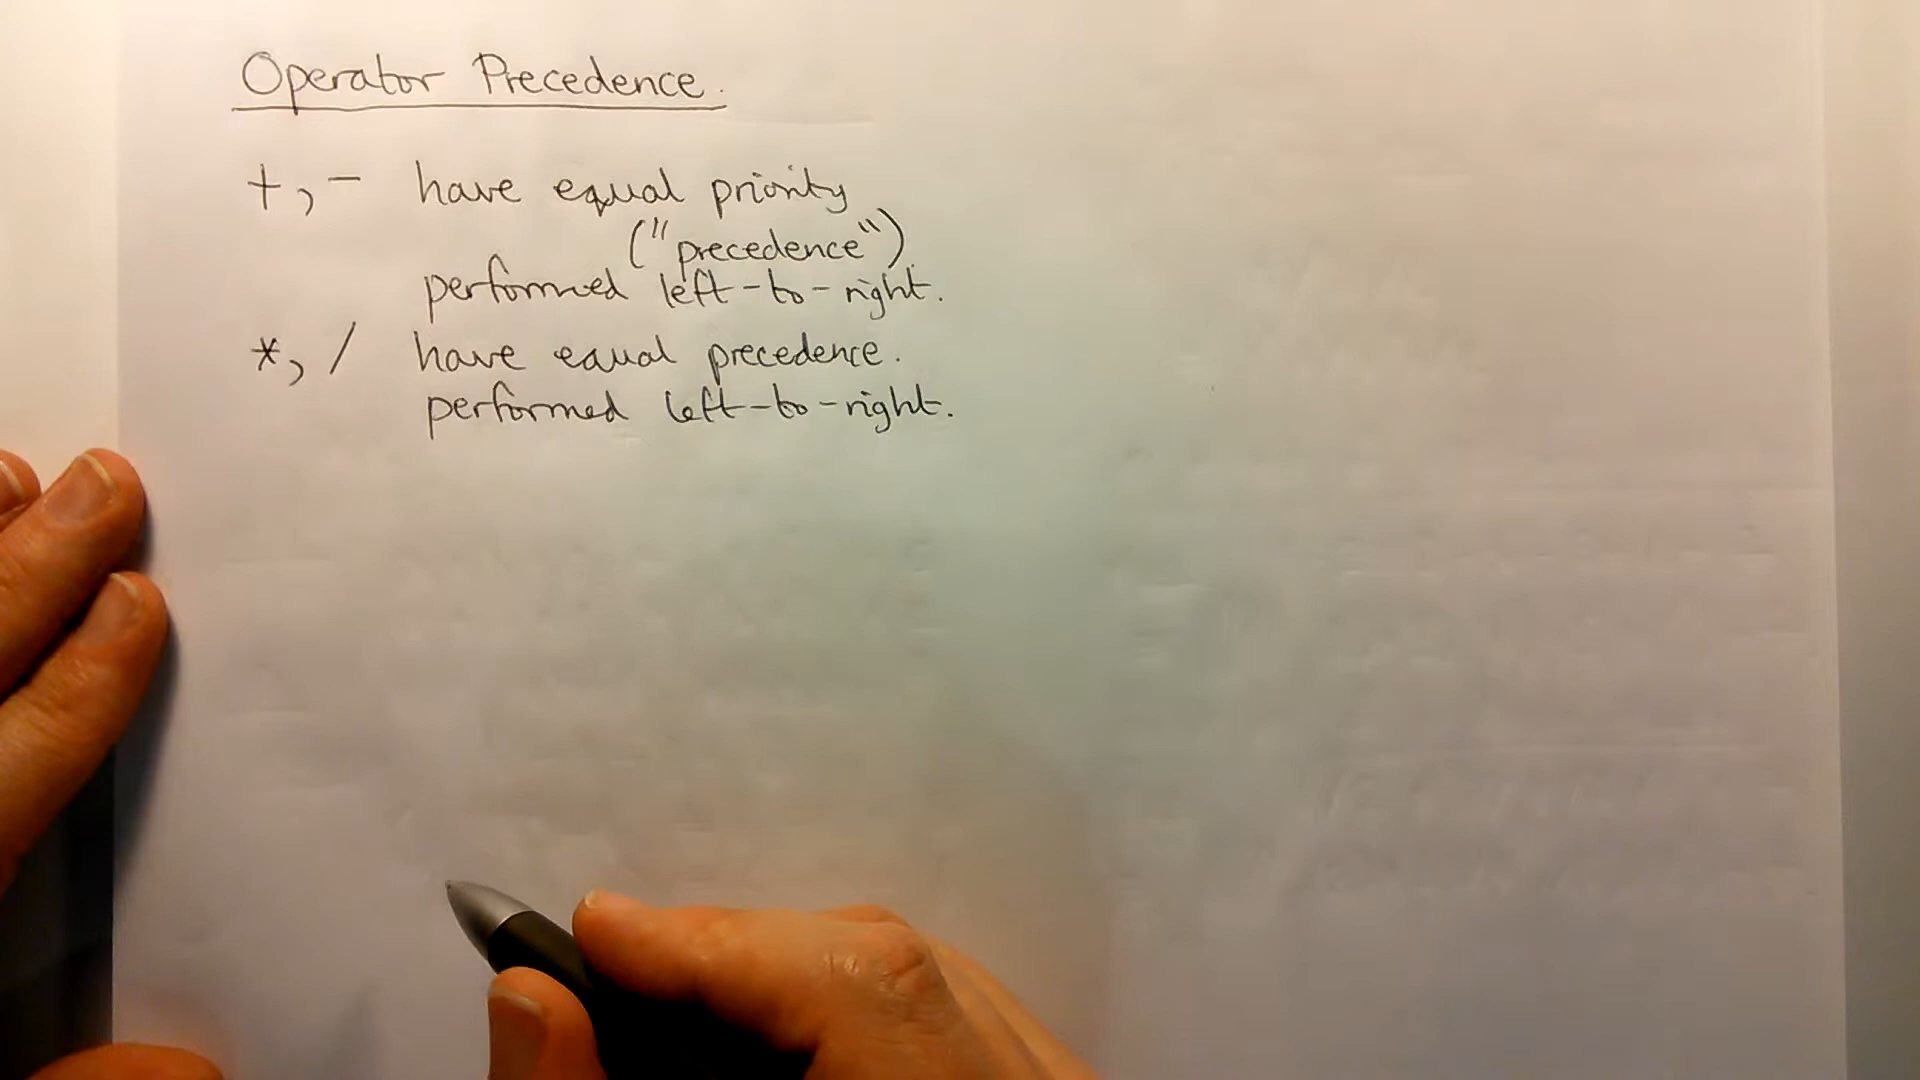 Operator Precedence.
+, - have equal priority
("precedence").
performed left-to-right.
*, / have equal precedence.
performed left-to-right.